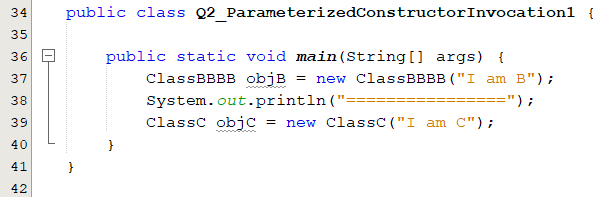 34 public class Q2_ParameterizedConstructorInvocation1 {
35
36 public static void main(String[] args) {
37 ClassBBBB objB = new ClassBBBB("I am B");
38 System.out.println("================");
39 ClassC objC = new ClassC("I am C");
40 }
41 }
42